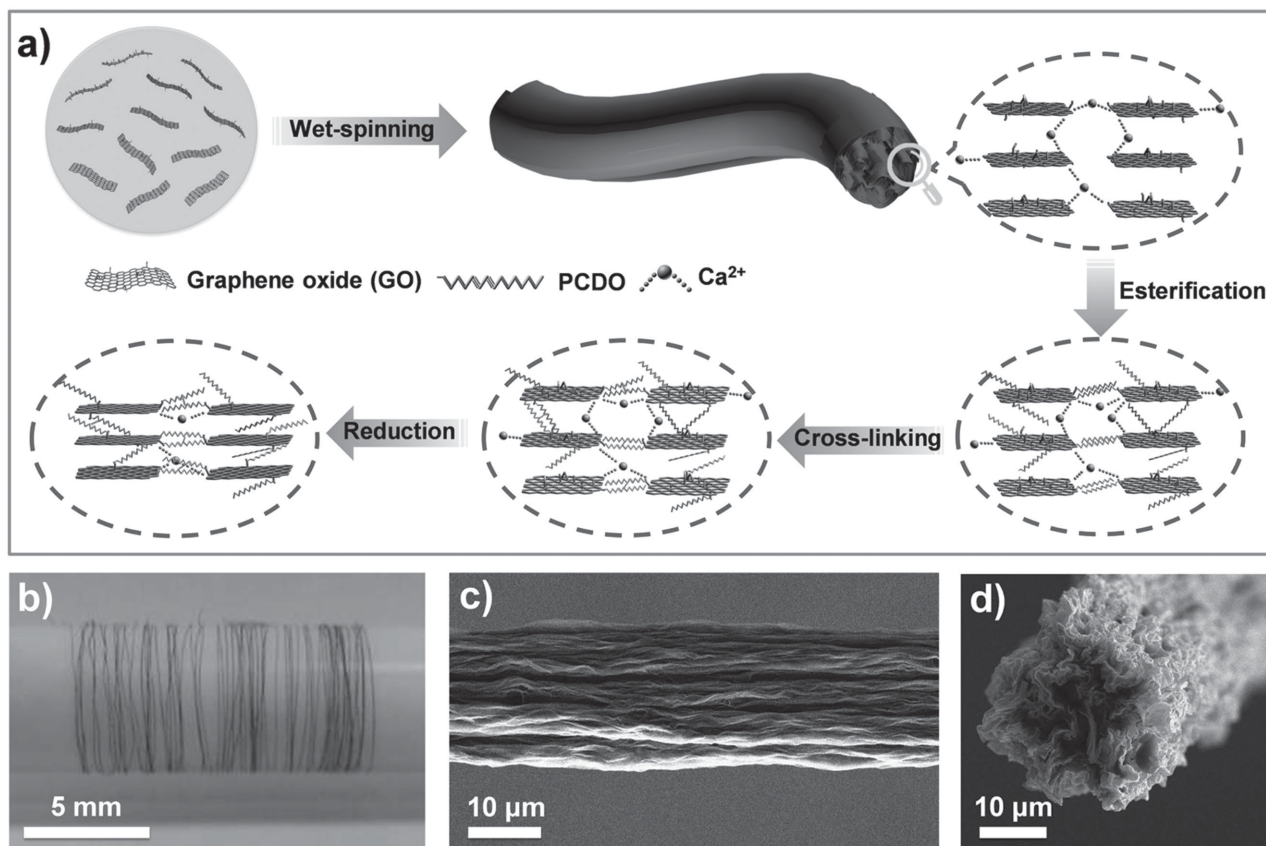 a)
Wet-spinning
Graphene oxide (GO) PCDO Ca²⁺
Esterification
Reduction
Cross-linking
b)
5 mm
c)
10 µm
d)
10 µm